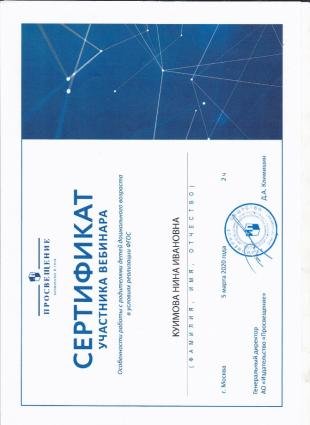 ПРОСВЕЩЕНИЕ
СЕРТИФИКАТ
УЧАСТНИКА ВЕБИНАРА
Особенности работы с родителями детей дошкольного возраста
в условиях реализации ФГОС
КУИМОВА НИНА ИВАНОВНА
(ФАМИЛИЯ, ИМЯ, ОТЧЕСТВО)
г. Москва 5 марта 2020 года 2 ч
Генеральный директор
АО «Издательство «Просвещение» Д.А. Климишин